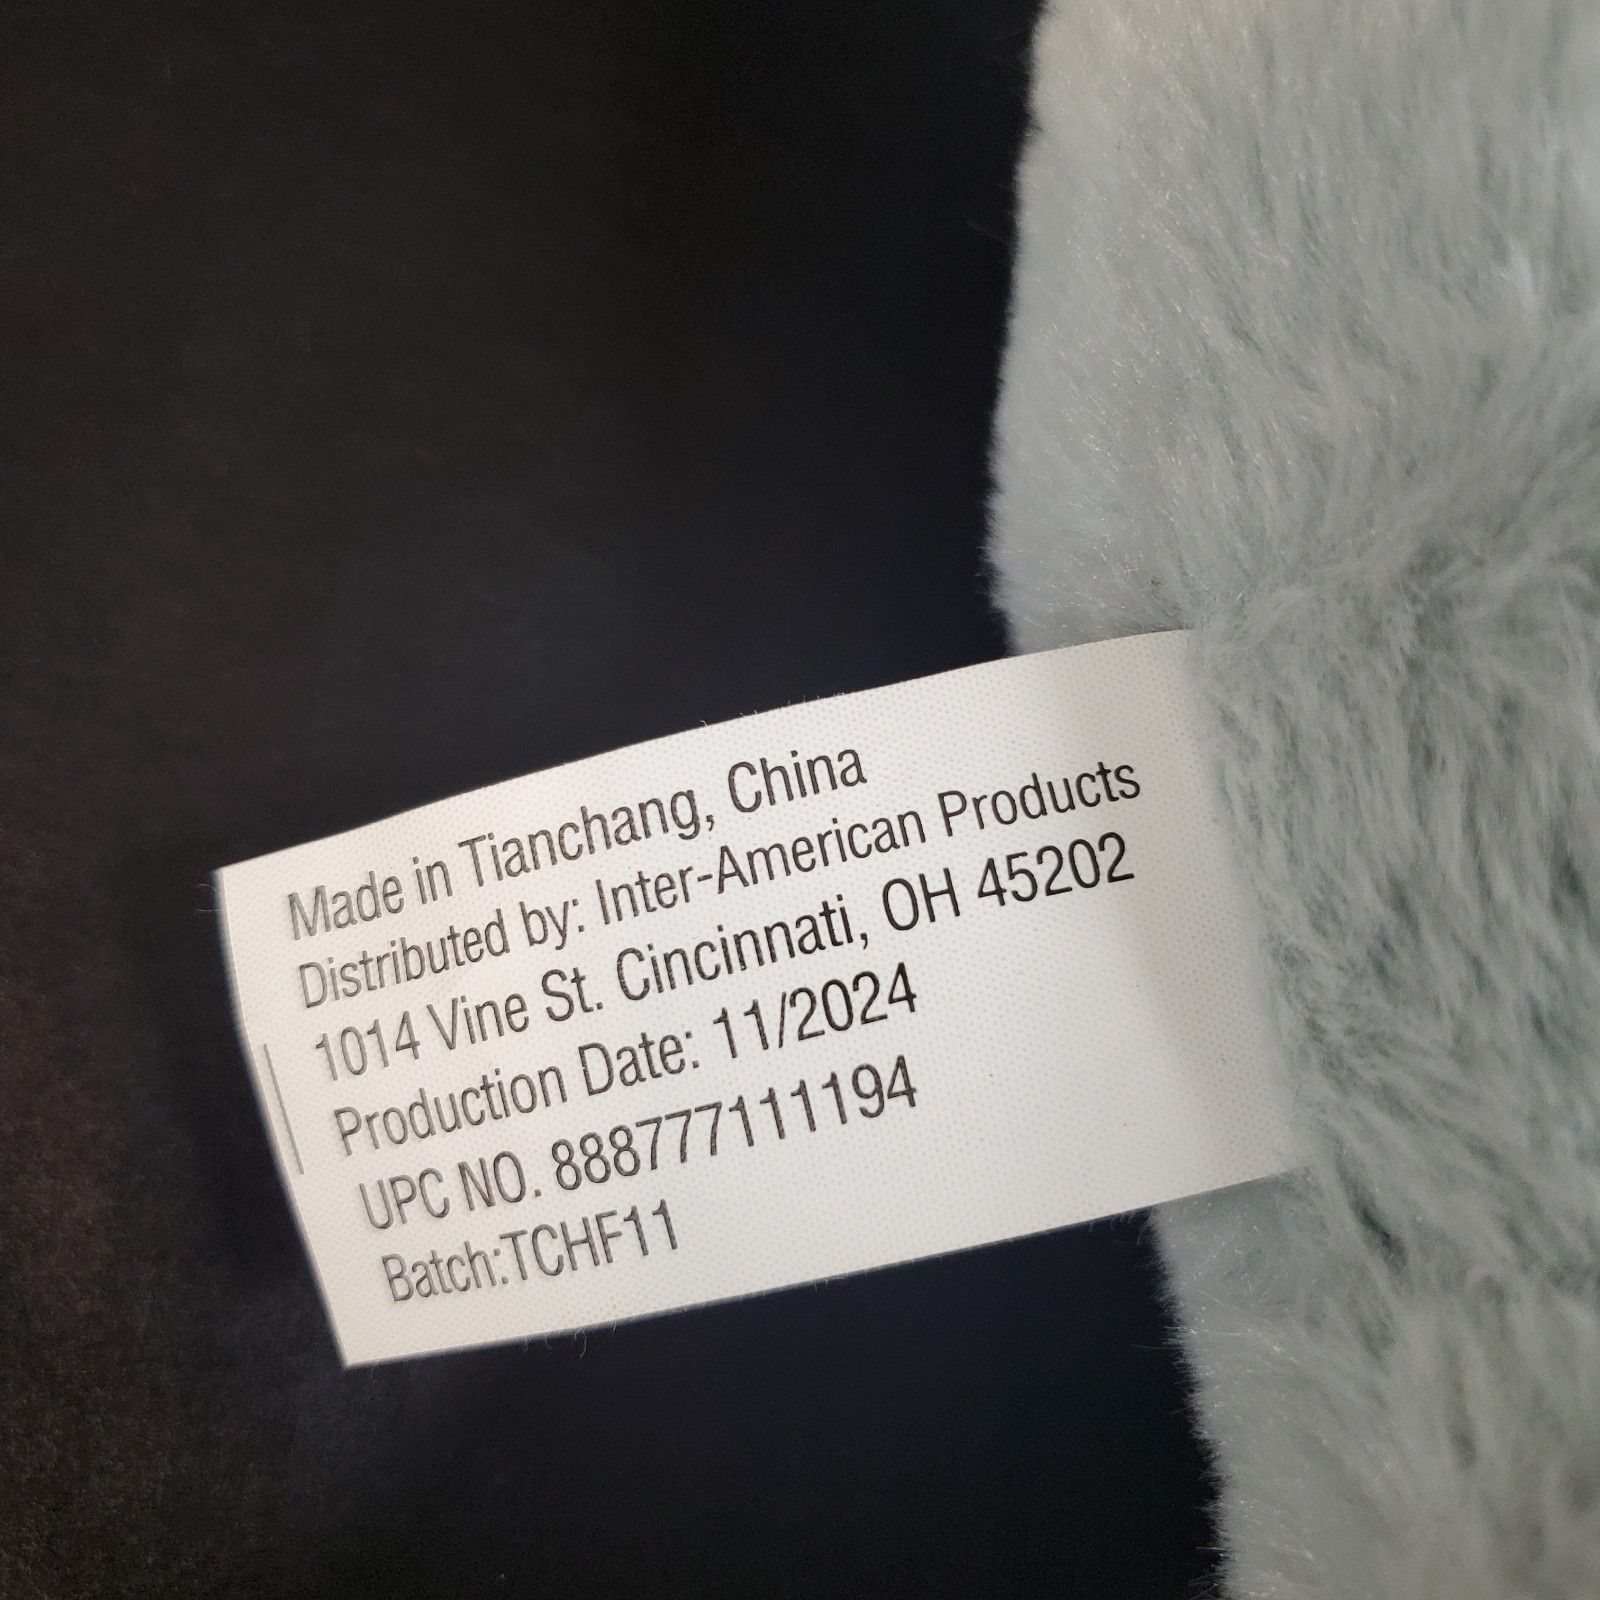 Made in Tianchang, China
Distributed by: Inter-American Products
1014 Vine St. Cincinnati, OH 45202
Production Date: 11/2024
UPC NO. 888777111194
Batch:TCHF11